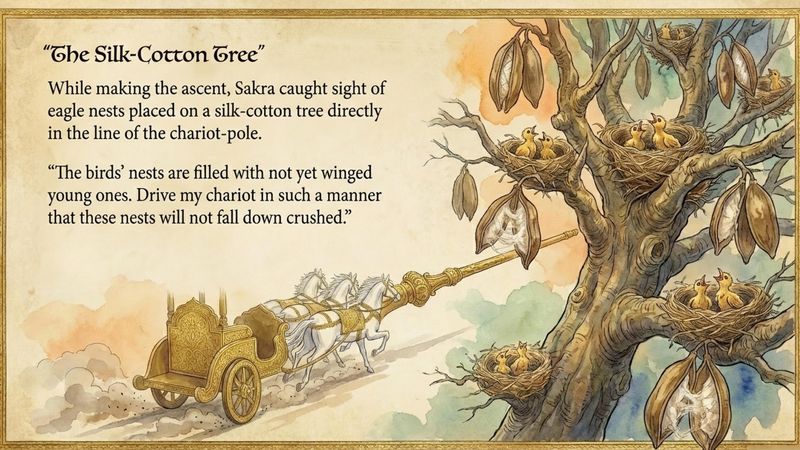 “The Silk-Cotton Tree”
While making the ascent, Sakra caught sight of
eagle nests placed on a silk-cotton tree directly
in the line of the chariot-pole.
“The birds’ nests are filled with not yet winged
young ones. Drive my chariot in such a manner
that these nests will not fall down crushed.”